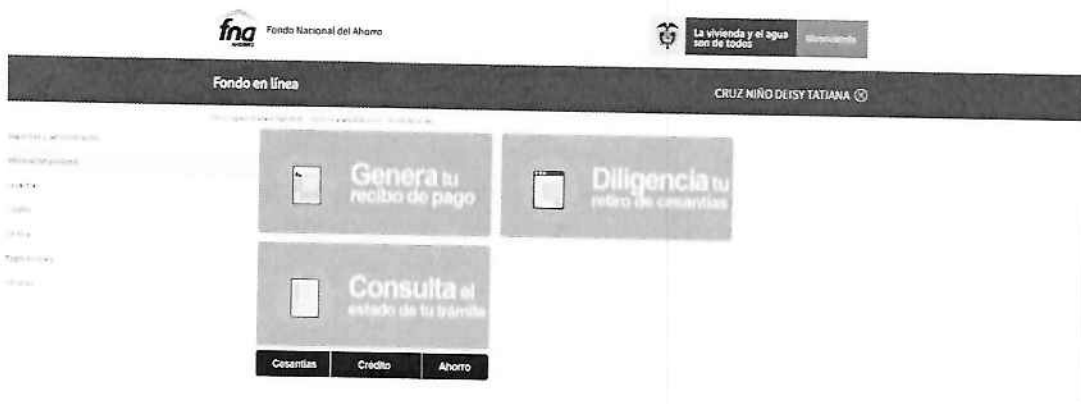 fna
AHORRO
Fondo Nacional del Ahorro
La vivienda y el agua
son de todos
Minvivienda
Fondo en línea
CRUZ NIÑO DEISY TATIANA
Genera tu
recibo de pago
Diligencia tu
retiro de cesantías
Consulta el
estado de tu trámite
Cesantías
Crédito
Ahorro